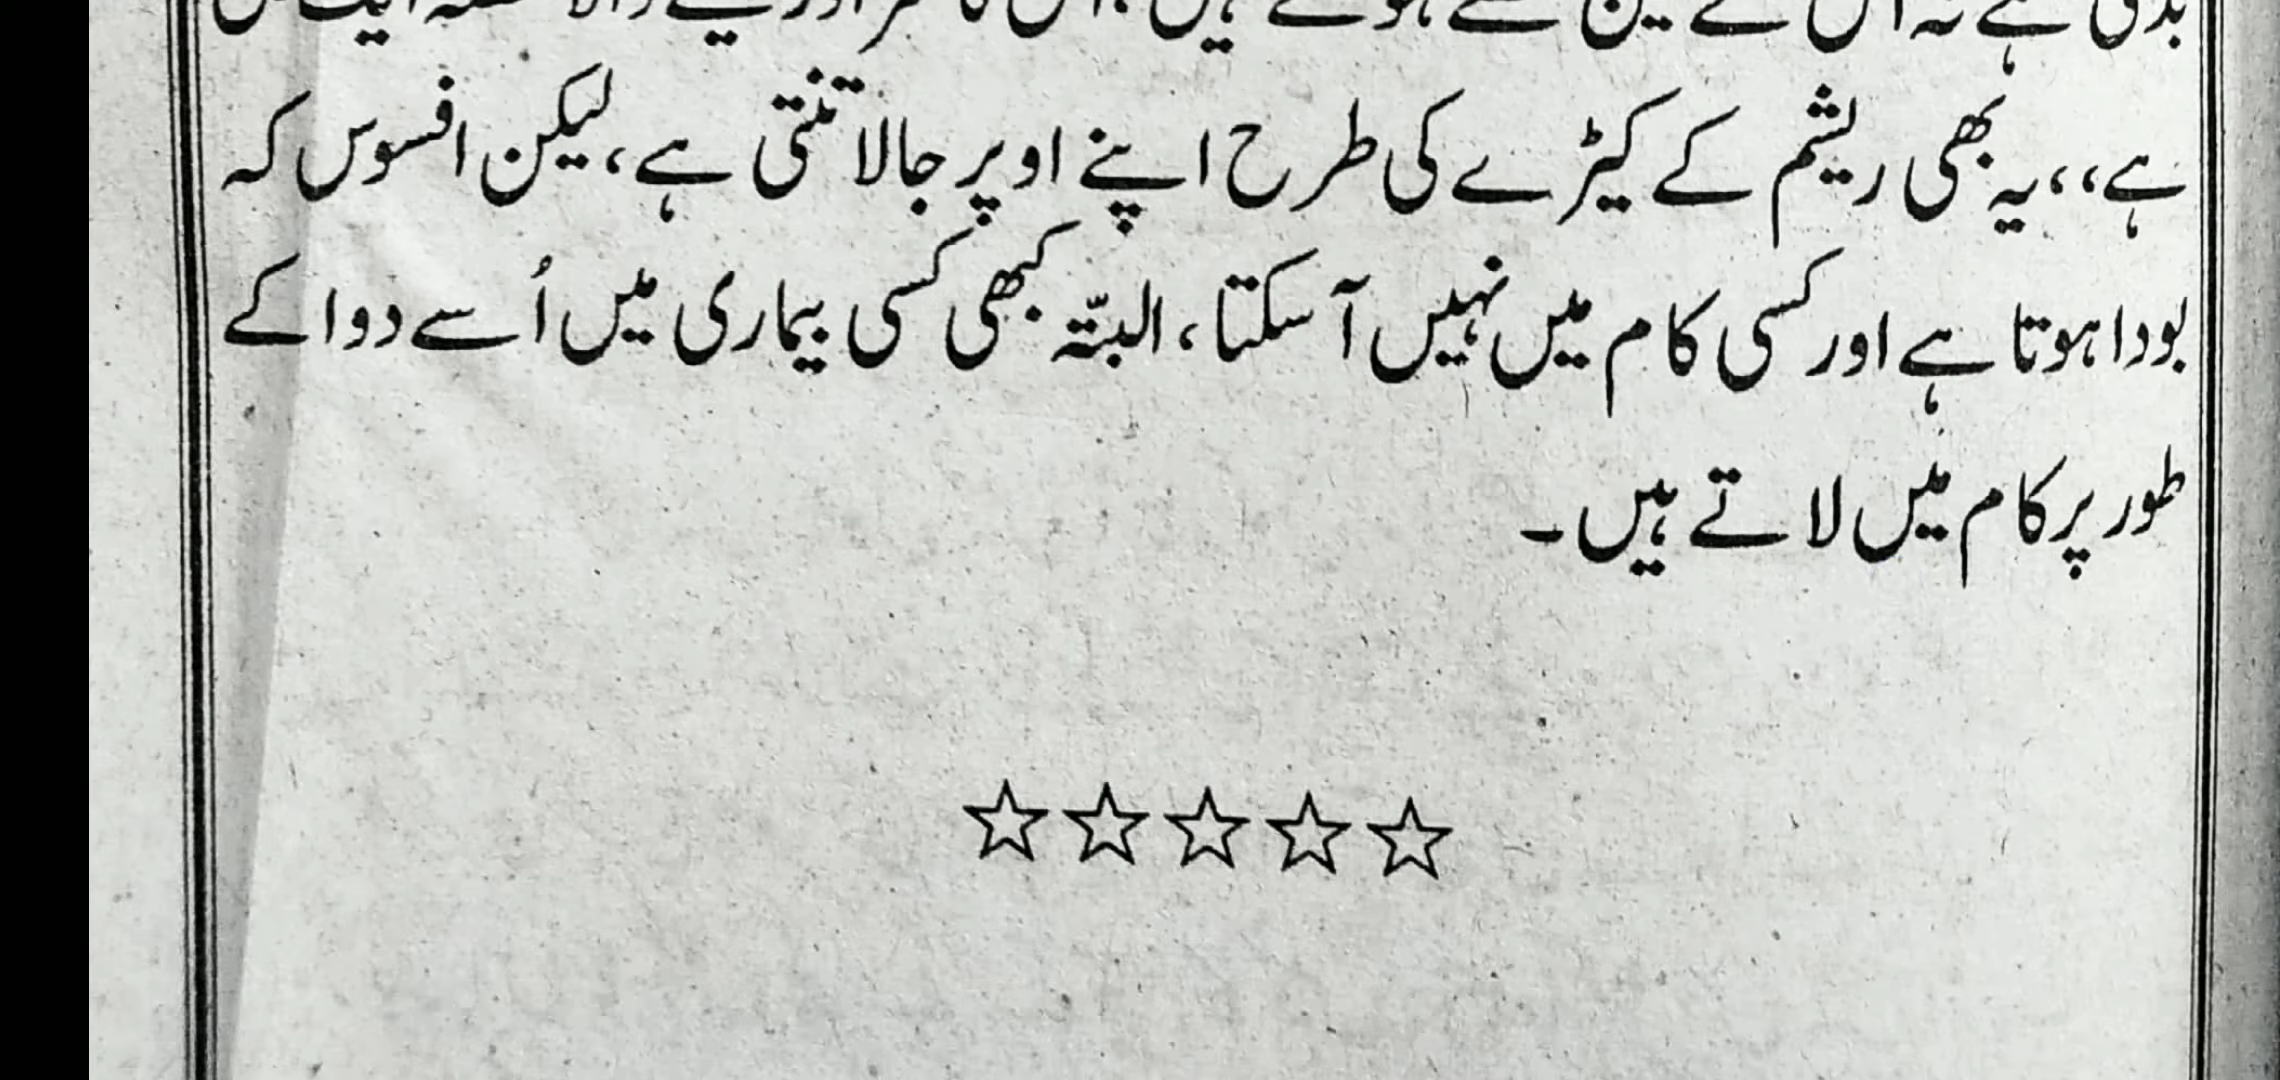 ہے،، یہ بھی ریشم کے کیڑے کی طرح اپنے اوپر جالا تنتی ہے، لیکن افسوس کہ
بودا ہوتا ہے اور کسی کام میں نہیں آ سکتا، البتّہ کبھی کسی بیماری میں اُسے دوا کے
طور پر کام میں لاتے ہیں۔
☆☆☆☆☆